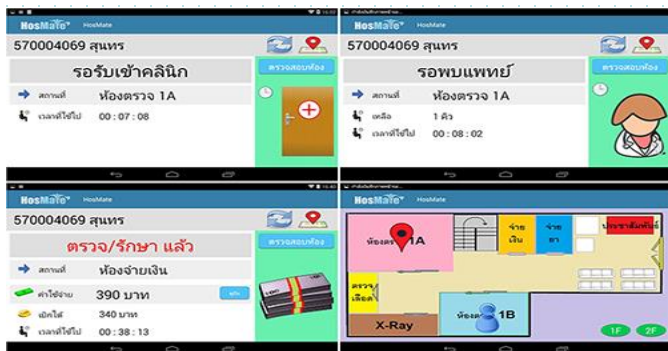 HosMate HosMate
570004069 สุนทร
รอรับเข้าคลินิก
ตรวจสอบห้อง
สถานที่ ห้องตรวจ 1A
เวลาที่ใช้ไป 00 : 07 : 08
HosMate HosMate
570004069 สุนทร
รอพบแพทย์
ตรวจสอบห้อง
สถานที่ ห้องตรวจ 1A
เหลือ 1 คิว
เวลาที่ใช้ไป 00 : 08 : 02
HosMate HosMate
570004069 สุนทร
ตรวจ/รักษา แล้ว
ตรวจสอบห้อง
สถานที่ ห้องจ่ายเงิน
ค่าใช้จ่าย 390 บาท
เบิกได้ 340 บาท
เวลาที่ใช้ไป 00 : 38 : 13
HosMate HosMate
ห้องตรวจ 1A
จ่ายเงิน
จ่ายยา
ประชาสัมพันธ์
ตรวจเลือด
X-Ray
1B
1F 2F